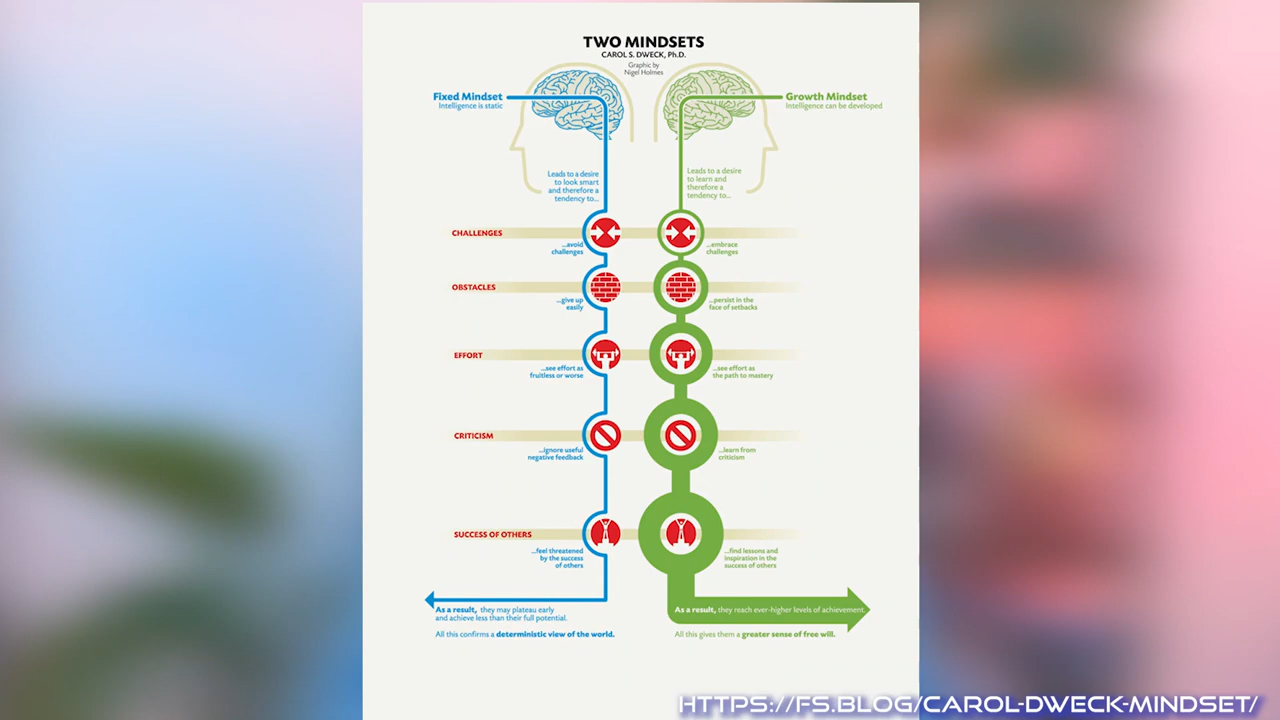 TWO MINDSETS
CAROL S. DWECK, Ph.D.
Graphic by
Nigel Holmes
Fixed Mindset
Intelligence is static
Growth Mindset
Intelligence can be developed
Leads to a desire
to look smart
and therefore a
tendency to...
Leads to a desire
to learn and
therefore a
tendency to...
CHALLENGES
...avoid
challenges
...embrace
challenges
OBSTACLES
...give up
easily
...persist in the
face of setbacks
EFFORT
...see effort as
fruitless or worse
...see effort as
the path to mastery
CRITICISM
...ignore useful
negative feedback
...learn from
criticism
SUCCESS OF OTHERS
...feel threatened
by the success
of others
...find lessons and
inspiration in the
success of others
As a result, they may plateau early
and achieve less than their full potential.
All this confirms a deterministic view of the world.
As a result, they reach ever-higher levels of achievement.
All this gives them a greater sense of free will.
HTTPS://FS.BLOG/CAROL-DWECK-MINDSET/